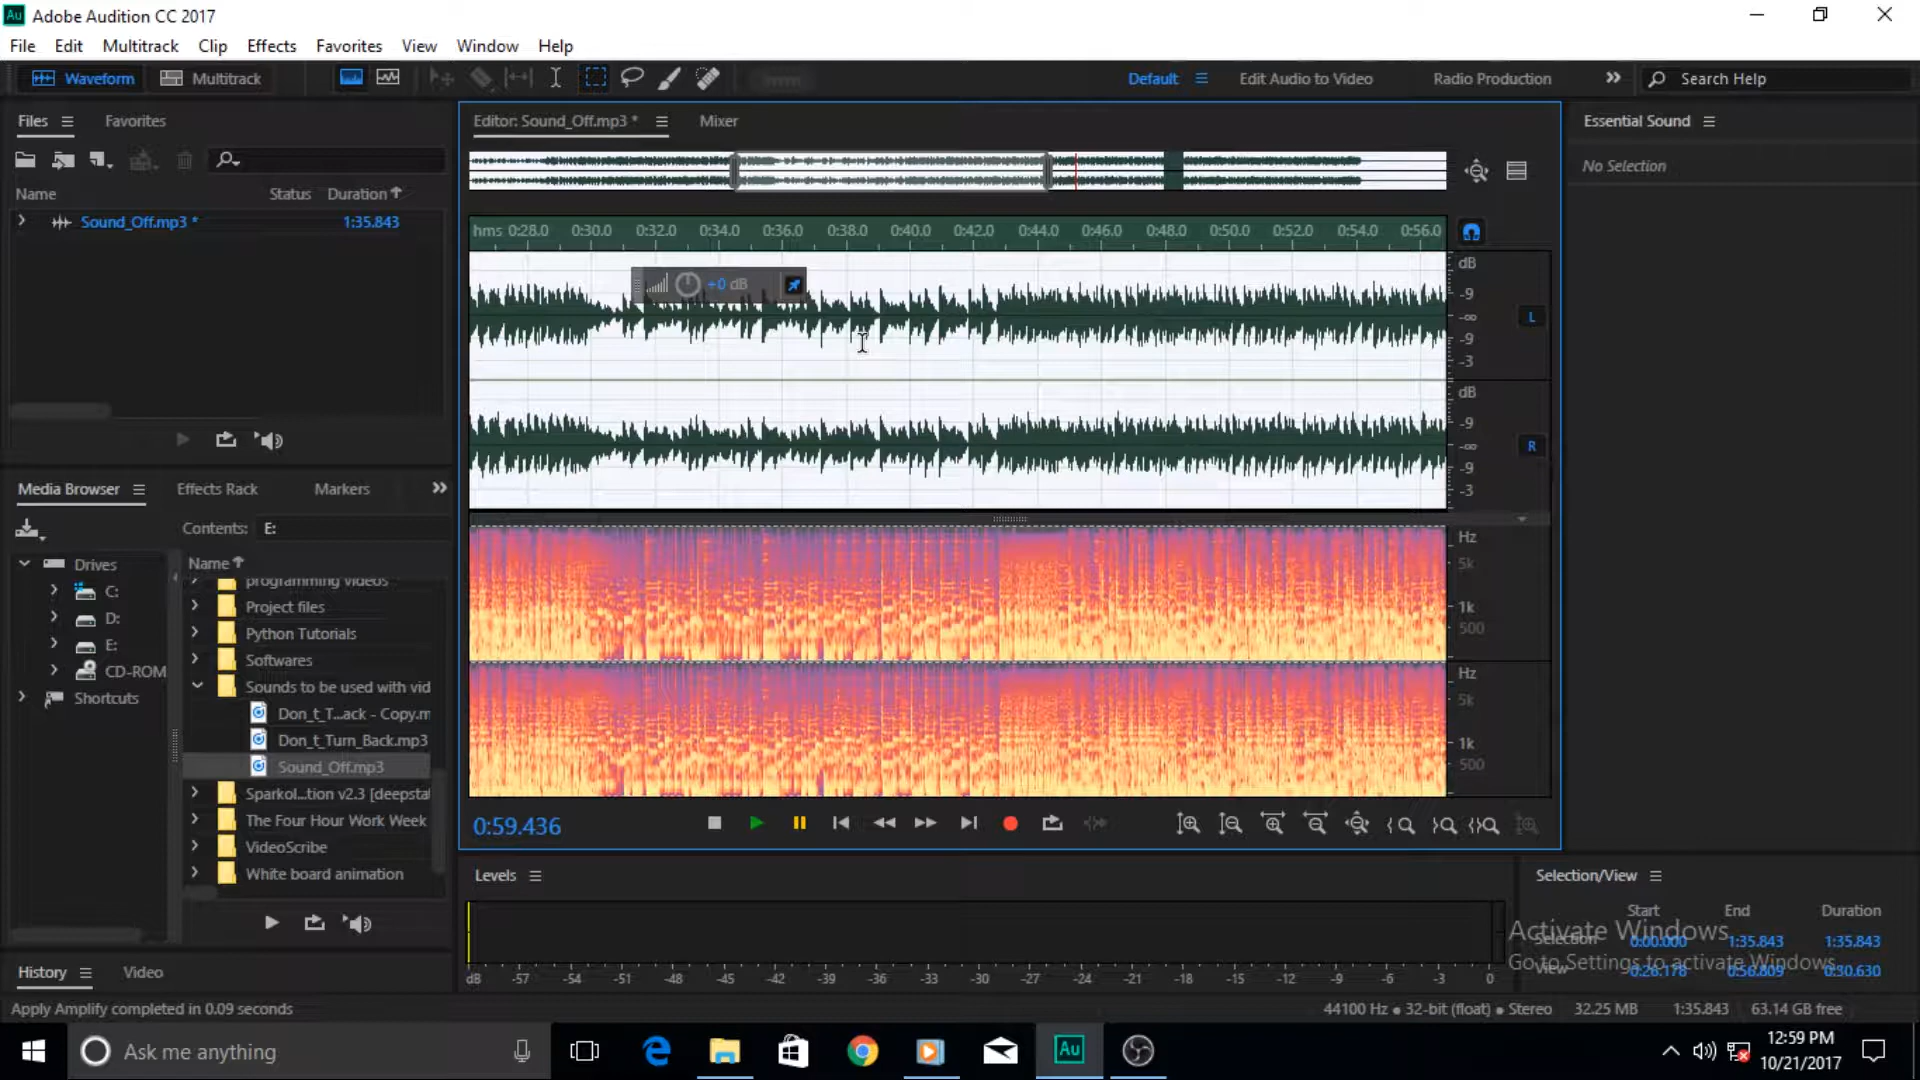 Au Adobe Audition CC 2017
File Edit Multitrack Clip Effects Favorites View Window Help
Waveform Multitrack Default Edit Audio to Video Radio Production Search Help
Files Favorites
Name Status Duration
Sound_Off.mp3 * 1:35.843
Editor: Sound_Off.mp3 * Mixer
hms 0:28.0 0:30.0 0:32.0 0:34.0 0:36.0 0:38.0 0:40.0 0:42.0 0:44.0 0:46.0 0:48.0 0:50.0 0:52.0 0:54.0 0:56.0
+0 dB
dB
-9
-∞
-9
-3
L
dB
-9
-∞
-9
-3
R
Hz
5k
1k
500
Hz
5k
1k
500
0:59.436
Essential Sound
No Selection
Media Browser Effects Rack Markers
Contents: E:
Drives
C:
D:
E:
CD-ROM
Shortcuts
Name
programming videos
Project files
Python Tutorials
Softwares
Sounds to be used with vid
Don_t_T...ack - Copy.m
Don_t_Turn_Back.mp3
Sound_Off.mp3
Sparkol...tion v2.3 [deepsta
The Four Hour Work Week
VideoScribe
White board animation
History Video
Levels
dB -57 -54 -51 -48 -45 -42 -39 -36 -33 -30 -27 -24 -21 -18 -15 -12 -9 -6 -3 0
Selection/View
Start End Duration
Selection 0:00.000 1:35.843 1:35.843
View 0:26.178 0:56.809 0:30.630
Activate Windows
Go to Settings to activate Windows.
Apply Amplify completed in 0.09 seconds
44100 Hz ● 32-bit (float) ● Stereo 32.25 MB 1:35.843 63.14 GB free
Ask me anything
Au
12:59 PM
10/21/2017